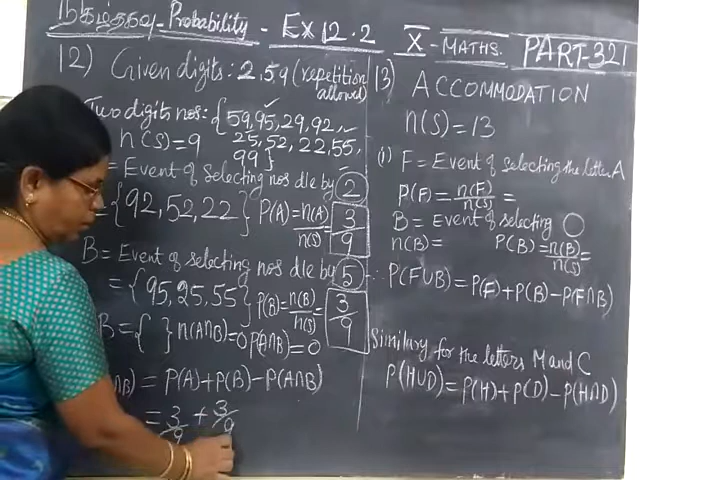 நிகழ்தகவு-Probability - Ex 12.2
X - MATHS. PART-321
12) Given digits: 2,5,9 (repetition allowed)
Two digits nos: {59,95,29,92,
n(S)=9 25,52,22,55,
99}
= Event of selecting nos dle by 2
= {92,52,22} P(A)=n(A)/n(S)= 3/9
B = Event of selecting nos dle by 5
= {95,25,55} P(B)=n(B)/n(S)= 3/9
B = { } n(A∩B)=0 P(A∩B)=0
∩B) = P(A)+P(B)-P(A∩B)
= 3/9 + 3/9
13) ACCOMMODATION
n(S)=13
(i) F = Event of selecting the letter A
P(F)=n(F)/n(S)=
B = Event of selecting O
n(B)= P(B)=n(B)/n(S)=
∴ P(F∪B)=P(F)+P(B)-P(F∩B)
Similary for the letters M and C
P(H∪D)=P(H)+P(D)-P(H∩D)